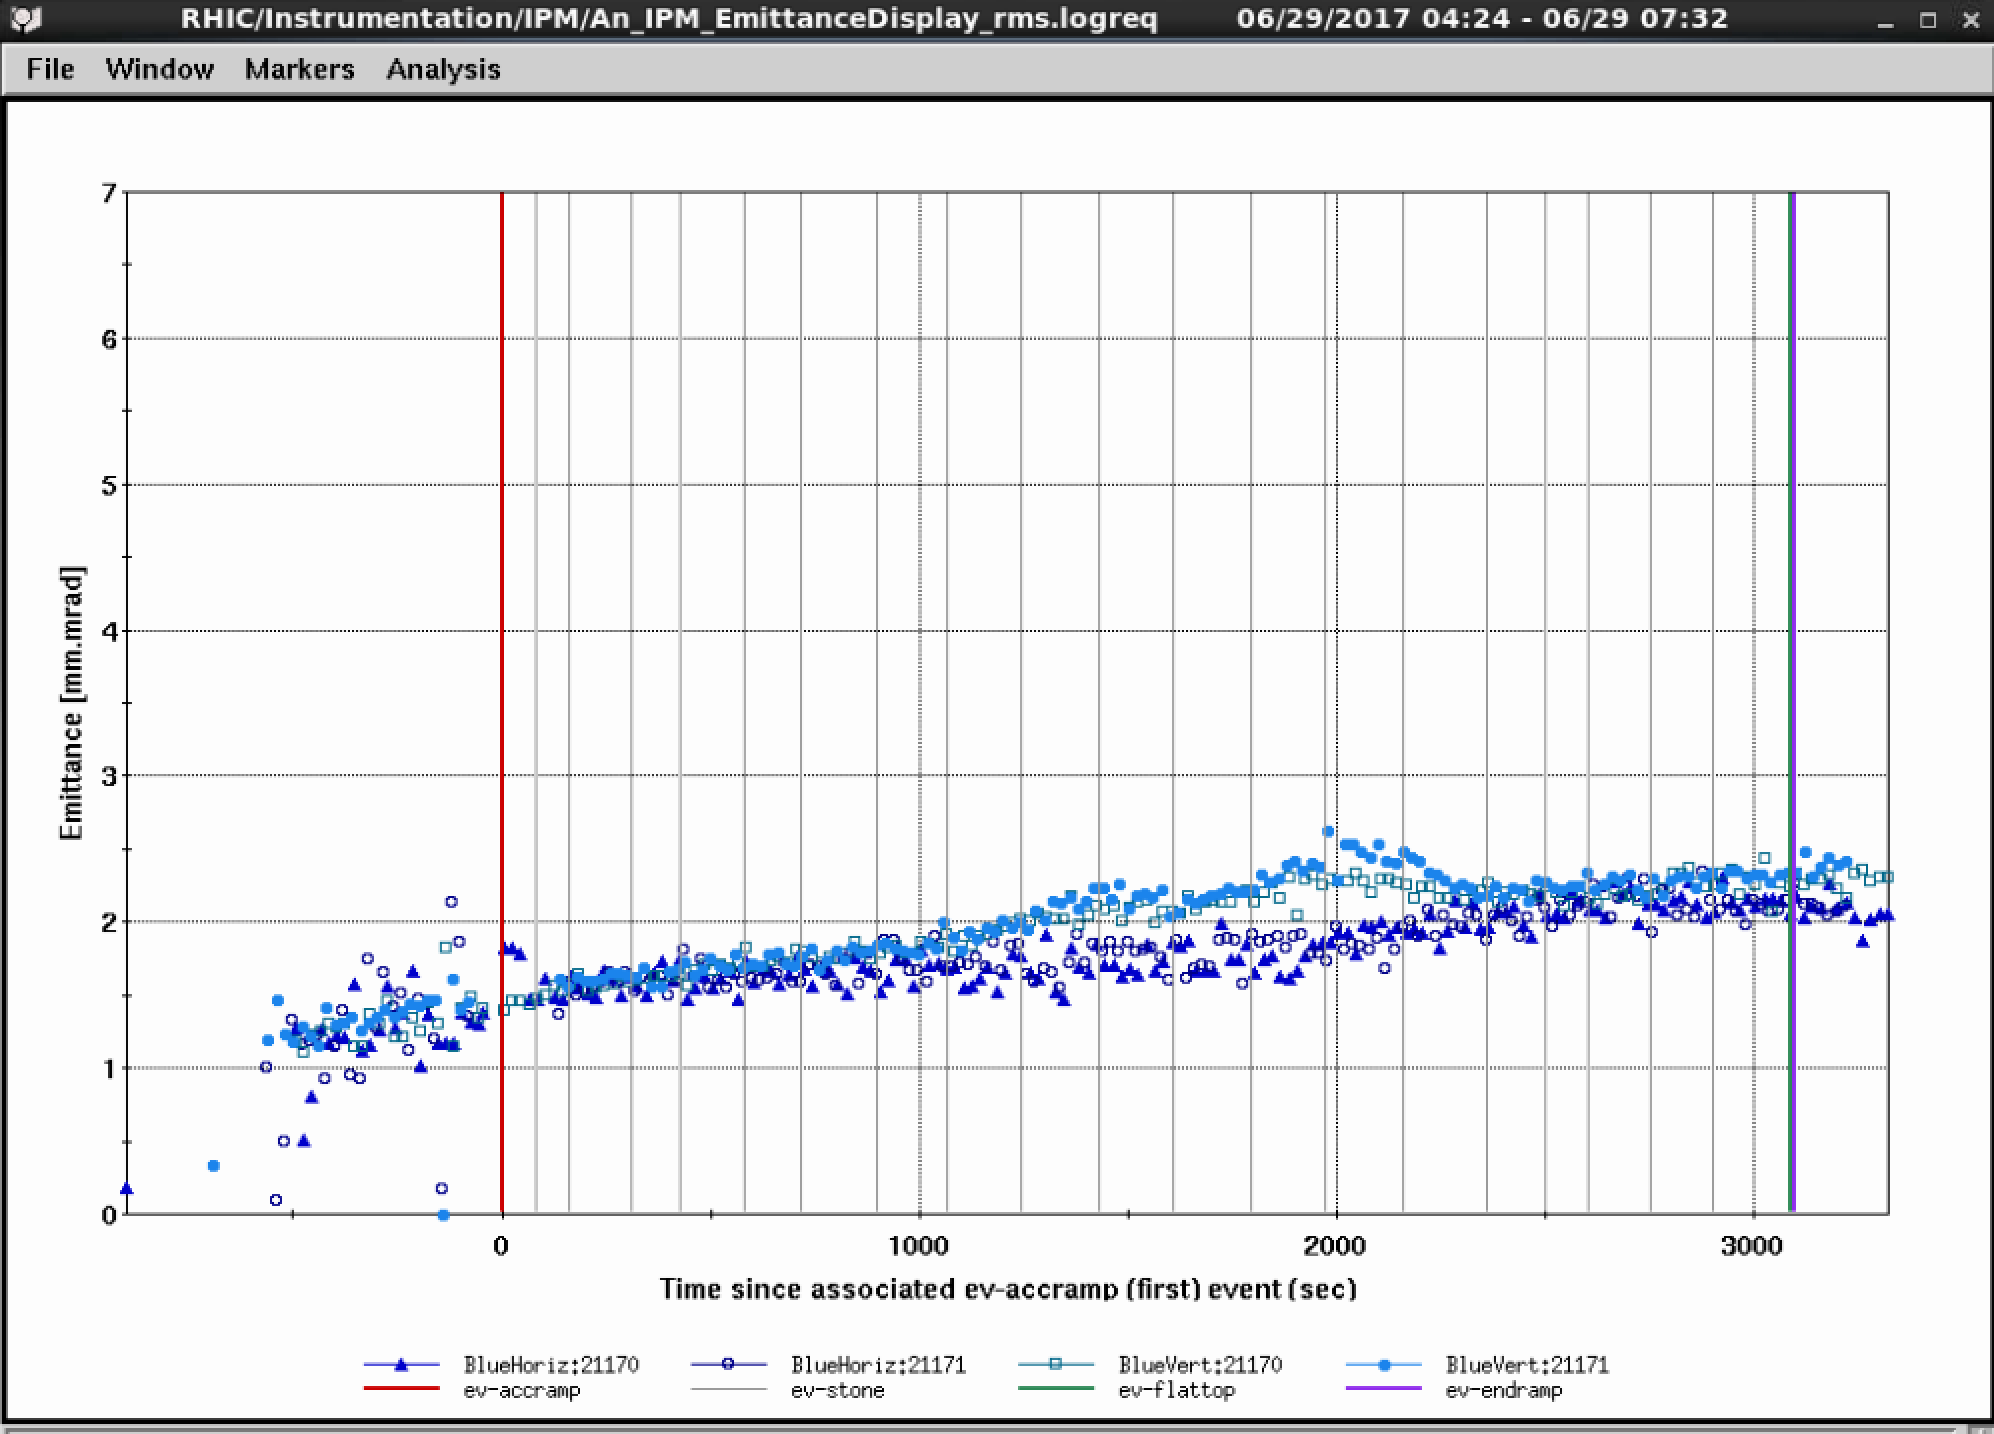 RHIC/Instrumentation/IPM/An_IPM_EmittanceDisplay_rms.logreq 06/29/2017 04:24 - 06/29 07:32
File Window Markers Analysis
7
6
5
4
3
2
1
0
Emittance [mm.mrad]
0 1000 2000 3000
Time since associated ev-accramp (first) event (sec)
BlueHoriz:21170 BlueHoriz:21171 BlueVert:21170 BlueVert:21171
ev-accramp ev-stone ev-flattop ev-endramp